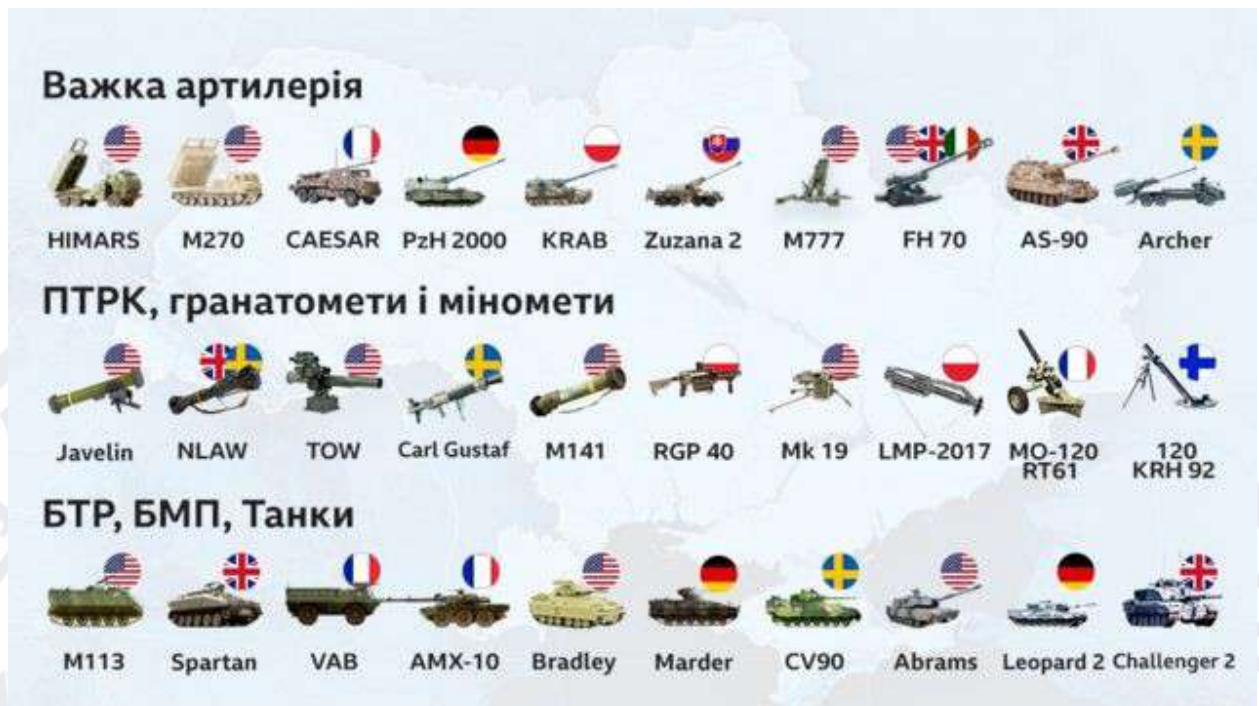 Важка артилерія
HIMARS M270 CAESAR PzH 2000 KRAB Zuzana 2 M777 FH 70 AS-90 Archer
ПТРК, гранатомети і міномети
Javelin NLAW TOW Carl Gustaf M141 RGP 40 Mk 19 LMP-2017 MO-120 RT61 120 KRH 92
БТР, БМП, Танки
M113 Spartan VAB AMX-10 Bradley Marder CV90 Abrams Leopard 2 Challenger 2